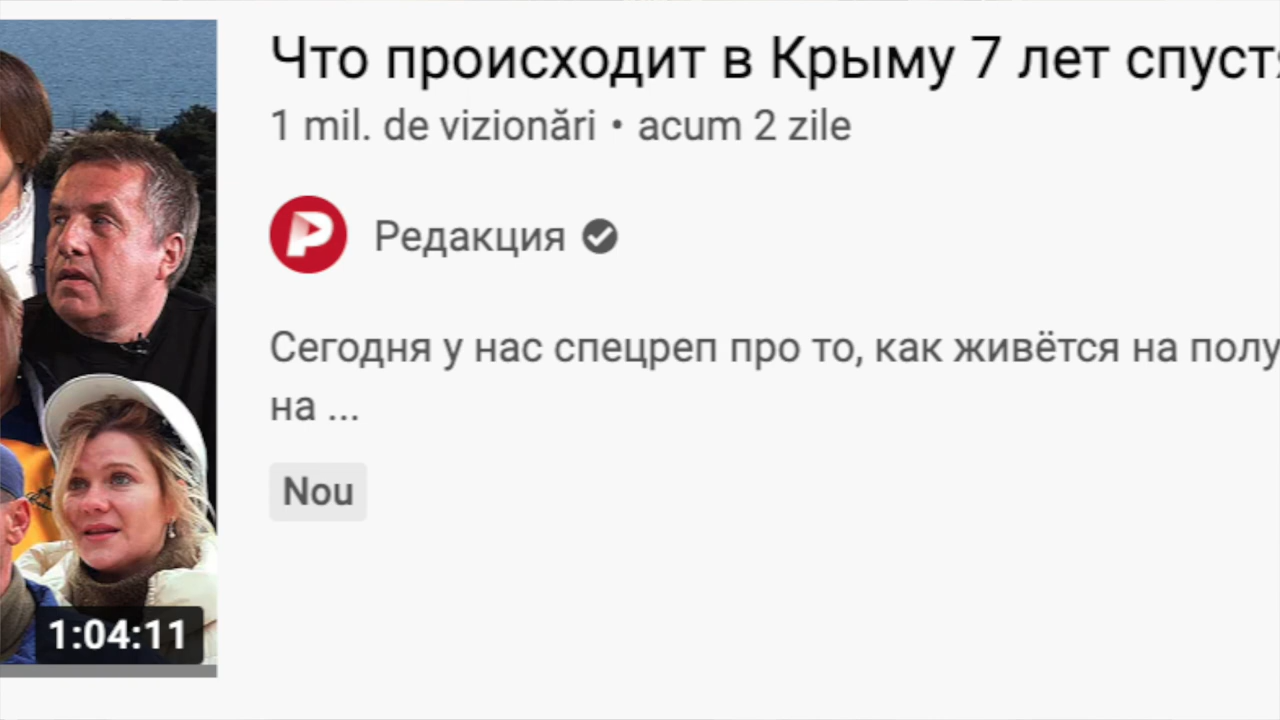 Что происходит в Крыму 7 лет спустя
1 mil. de vizionări • acum 2 zile
Редакция
Сегодня у нас спецреп про то, как живётся на полу
на ...
Nou
1:04:11